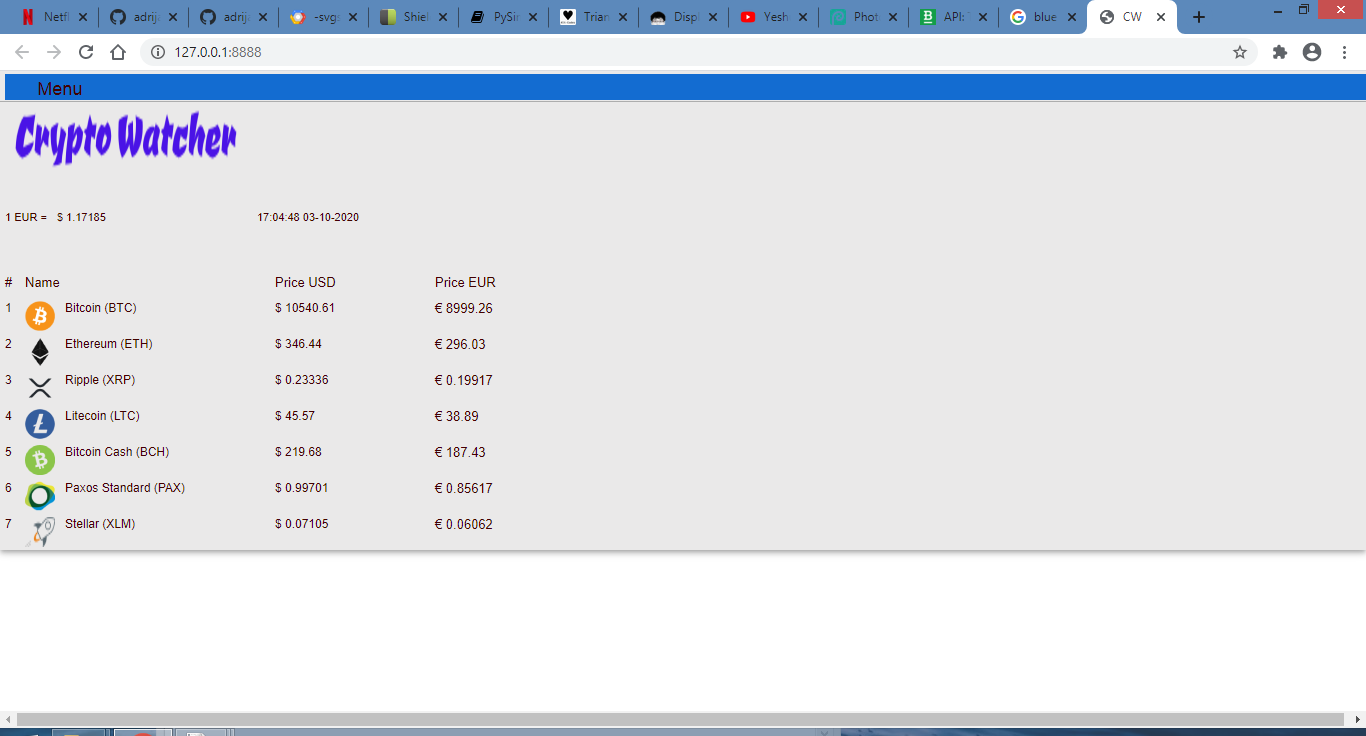 Netfl adrija adrija -svgs Shiel PySim Trian Disp Yesh Phot API: T blue CW
127.0.0.1:8888
Menu
Crypto Watcher
1 EUR = $ 1.17185 17:04:48 03-10-2020
# Name Price USD Price EUR
1 Bitcoin (BTC) $ 10540.61 € 8999.26
2 Ethereum (ETH) $ 346.44 € 296.03
3 Ripple (XRP) $ 0.23336 € 0.19917
4 Litecoin (LTC) $ 45.57 € 38.89
5 Bitcoin Cash (BCH) $ 219.68 € 187.43
6 Paxos Standard (PAX) $ 0.99701 € 0.85617
7 Stellar (XLM) $ 0.07105 € 0.06062